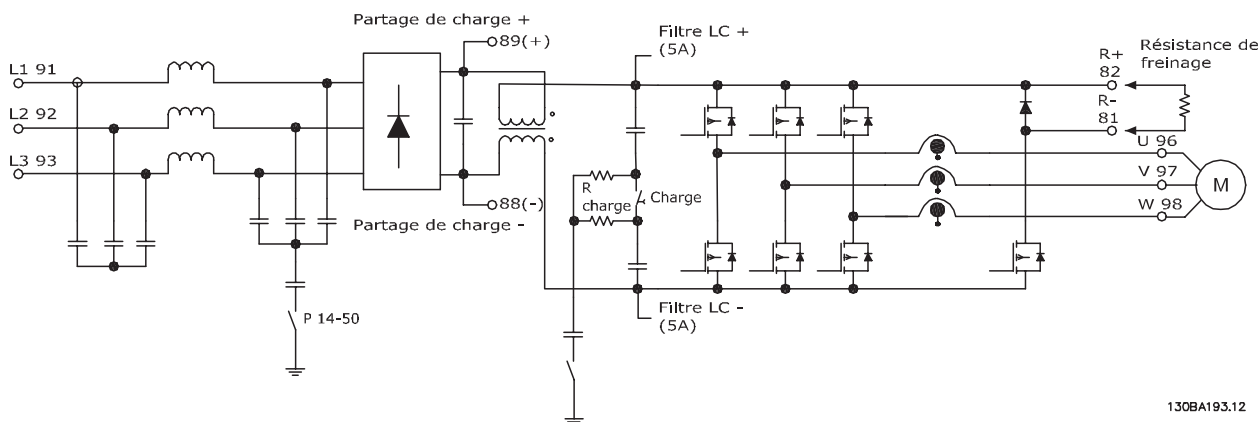 Partage de charge +
89(+)
Filtre LC +
(5A)
R+
82
Résistance de
freinage
L1 91
R-
81
L2 92
U 96
L3 93
V 97
M
R
charge
Charge
88(-)
W 98
Partage de charge -
Filtre LC -
(5A)
P 14-50
130BA193.12